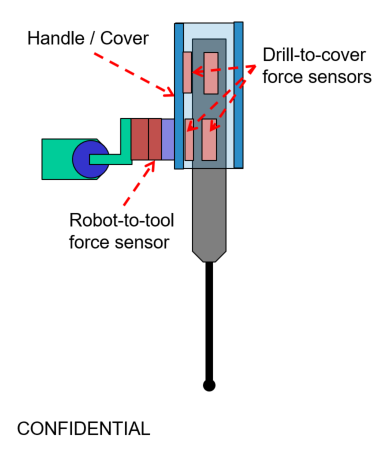 Handle / Cover
Drill-to-cover
force sensors
Robot-to-tool
force sensor
CONFIDENTIAL